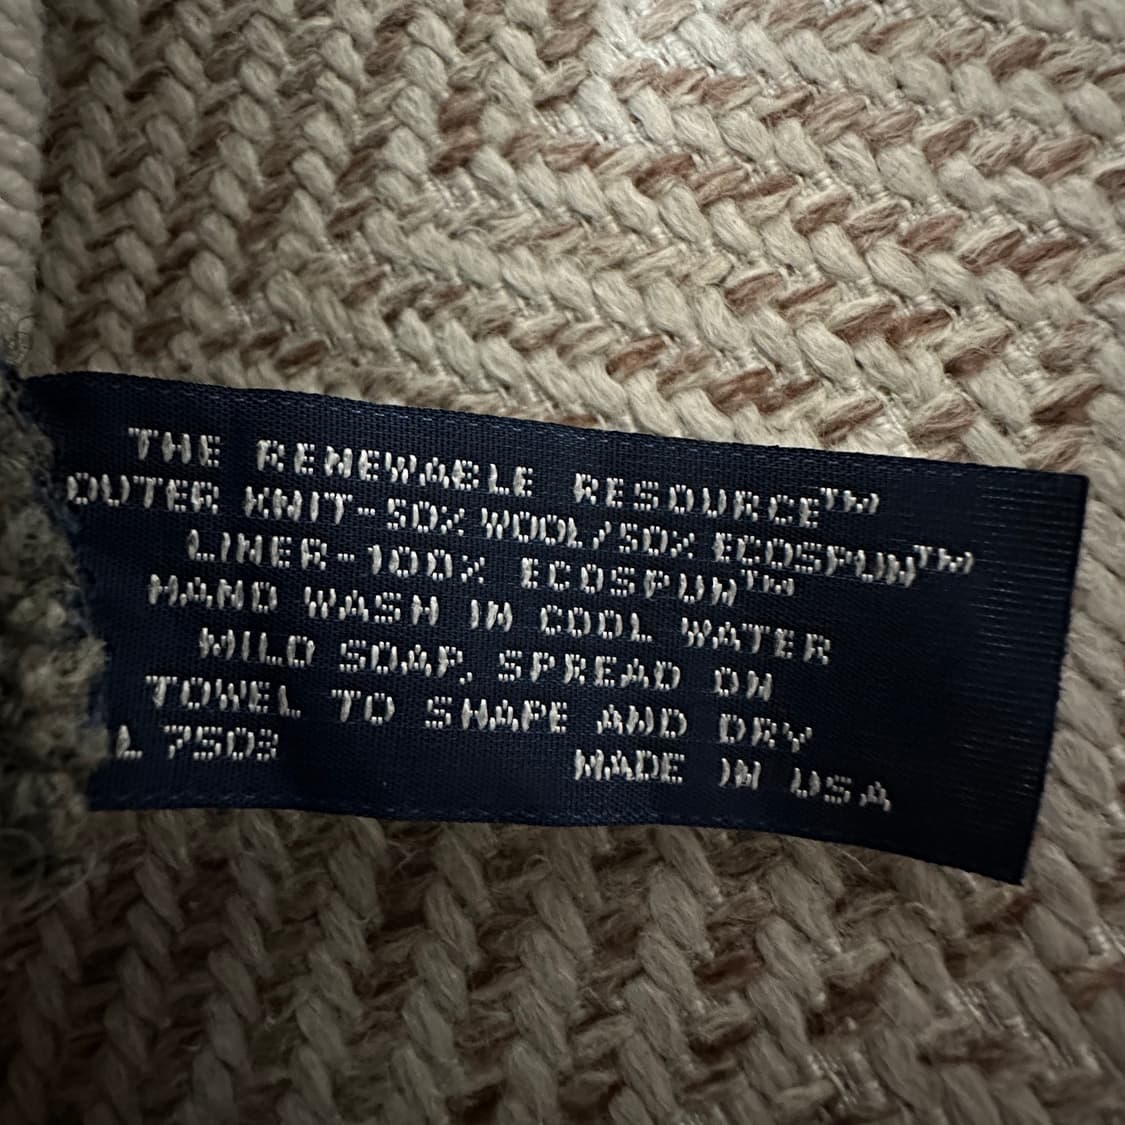 THE RENEWABLE RESOURCE™
OUTER KNIT-50% WOOL/50% ECOSPUN™
LINER-100% ECOSPUN™
HAND WASH IN COOL WATER
MILD SOAP, SPREAD ON
TOWEL TO SHAPE AND DRY
L 7503 MADE IN USA